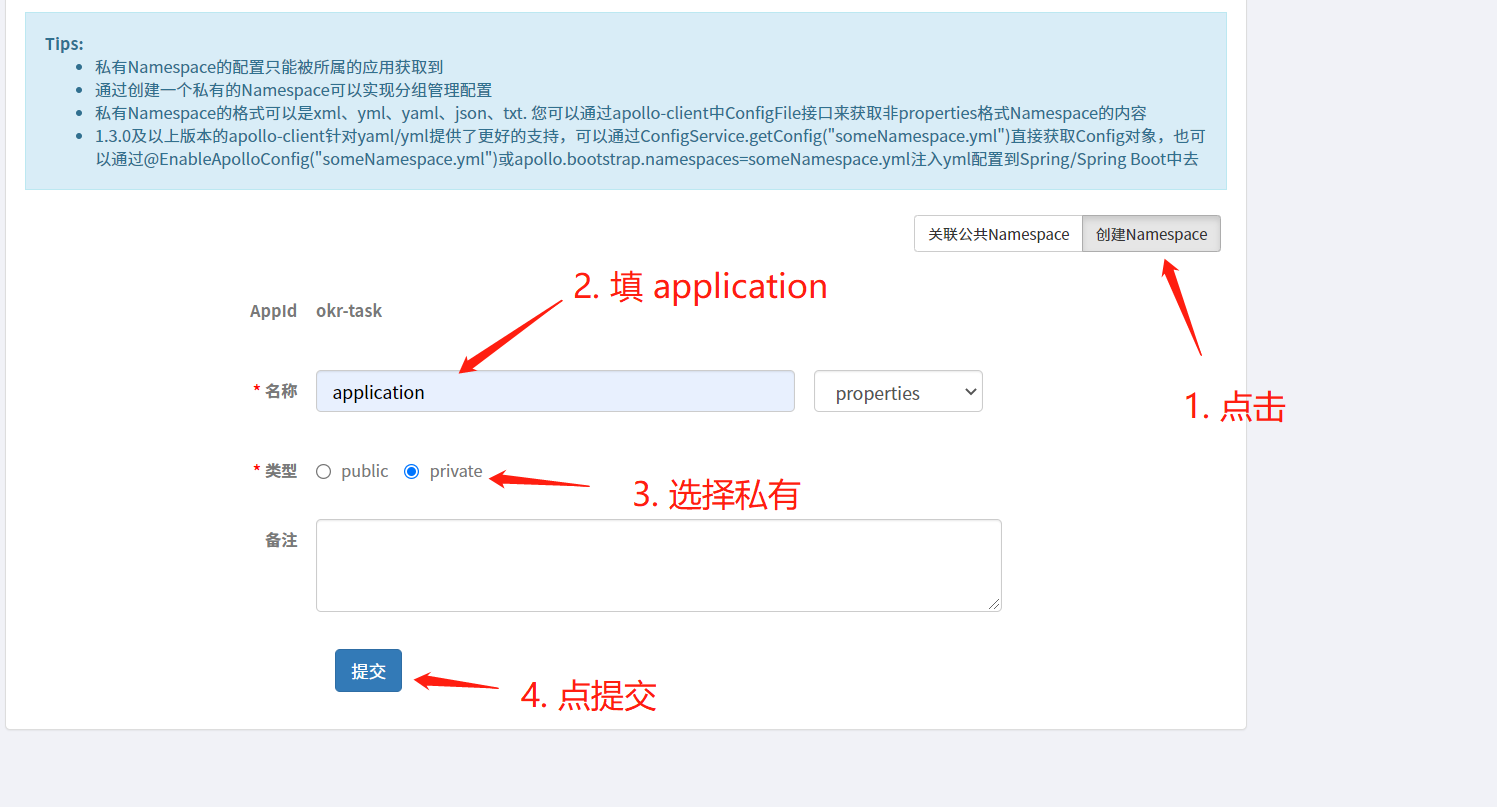 Tips:
私有Namespace的配置只能被所属的应用获取到
通过创建一个私有的Namespace可以实现分组管理配置
私有Namespace的格式可以是xml、yml、yaml、json、txt. 您可以通过apollo-client中ConfigFile接口来获取非properties格式Namespace的内容
1.3.0及以上版本的apollo-client针对yaml/yml提供了更好的支持，可以通过ConfigService.getConfig("someNamespace.yml")直接获取Config对象，也可
以通过@EnableApolloConfig("someNamespace.yml")或apollo.bootstrap.namespaces=someNamespace.yml注入yml配置到Spring/Spring Boot中去
关联公共Namespace 创建Namespace
2. 填 application
AppId okr-task
* 名称 application properties
1. 点击
* 类型 public private
3. 选择私有
备注
提交
4. 点提交